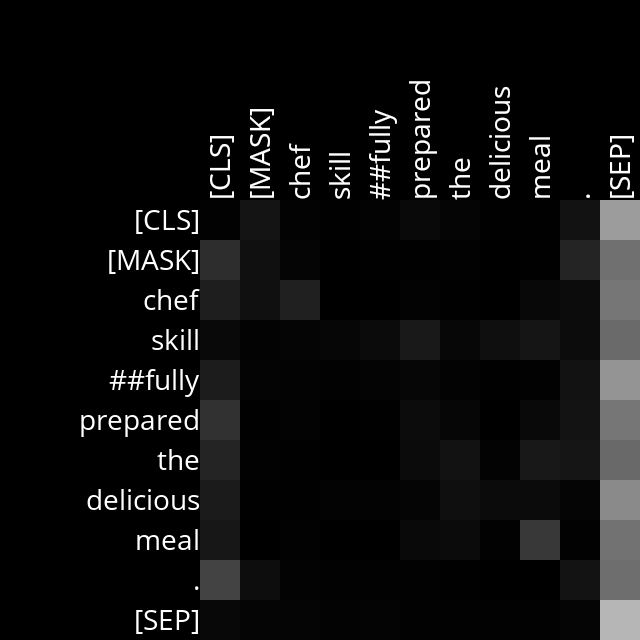 [CLS]
[MASK]
chef
skill
##fully
prepared
the
delicious
meal
.
[SEP]
[CLS]
[MASK]
chef
skill
##fully
prepared
the
delicious
meal
.
[SEP]